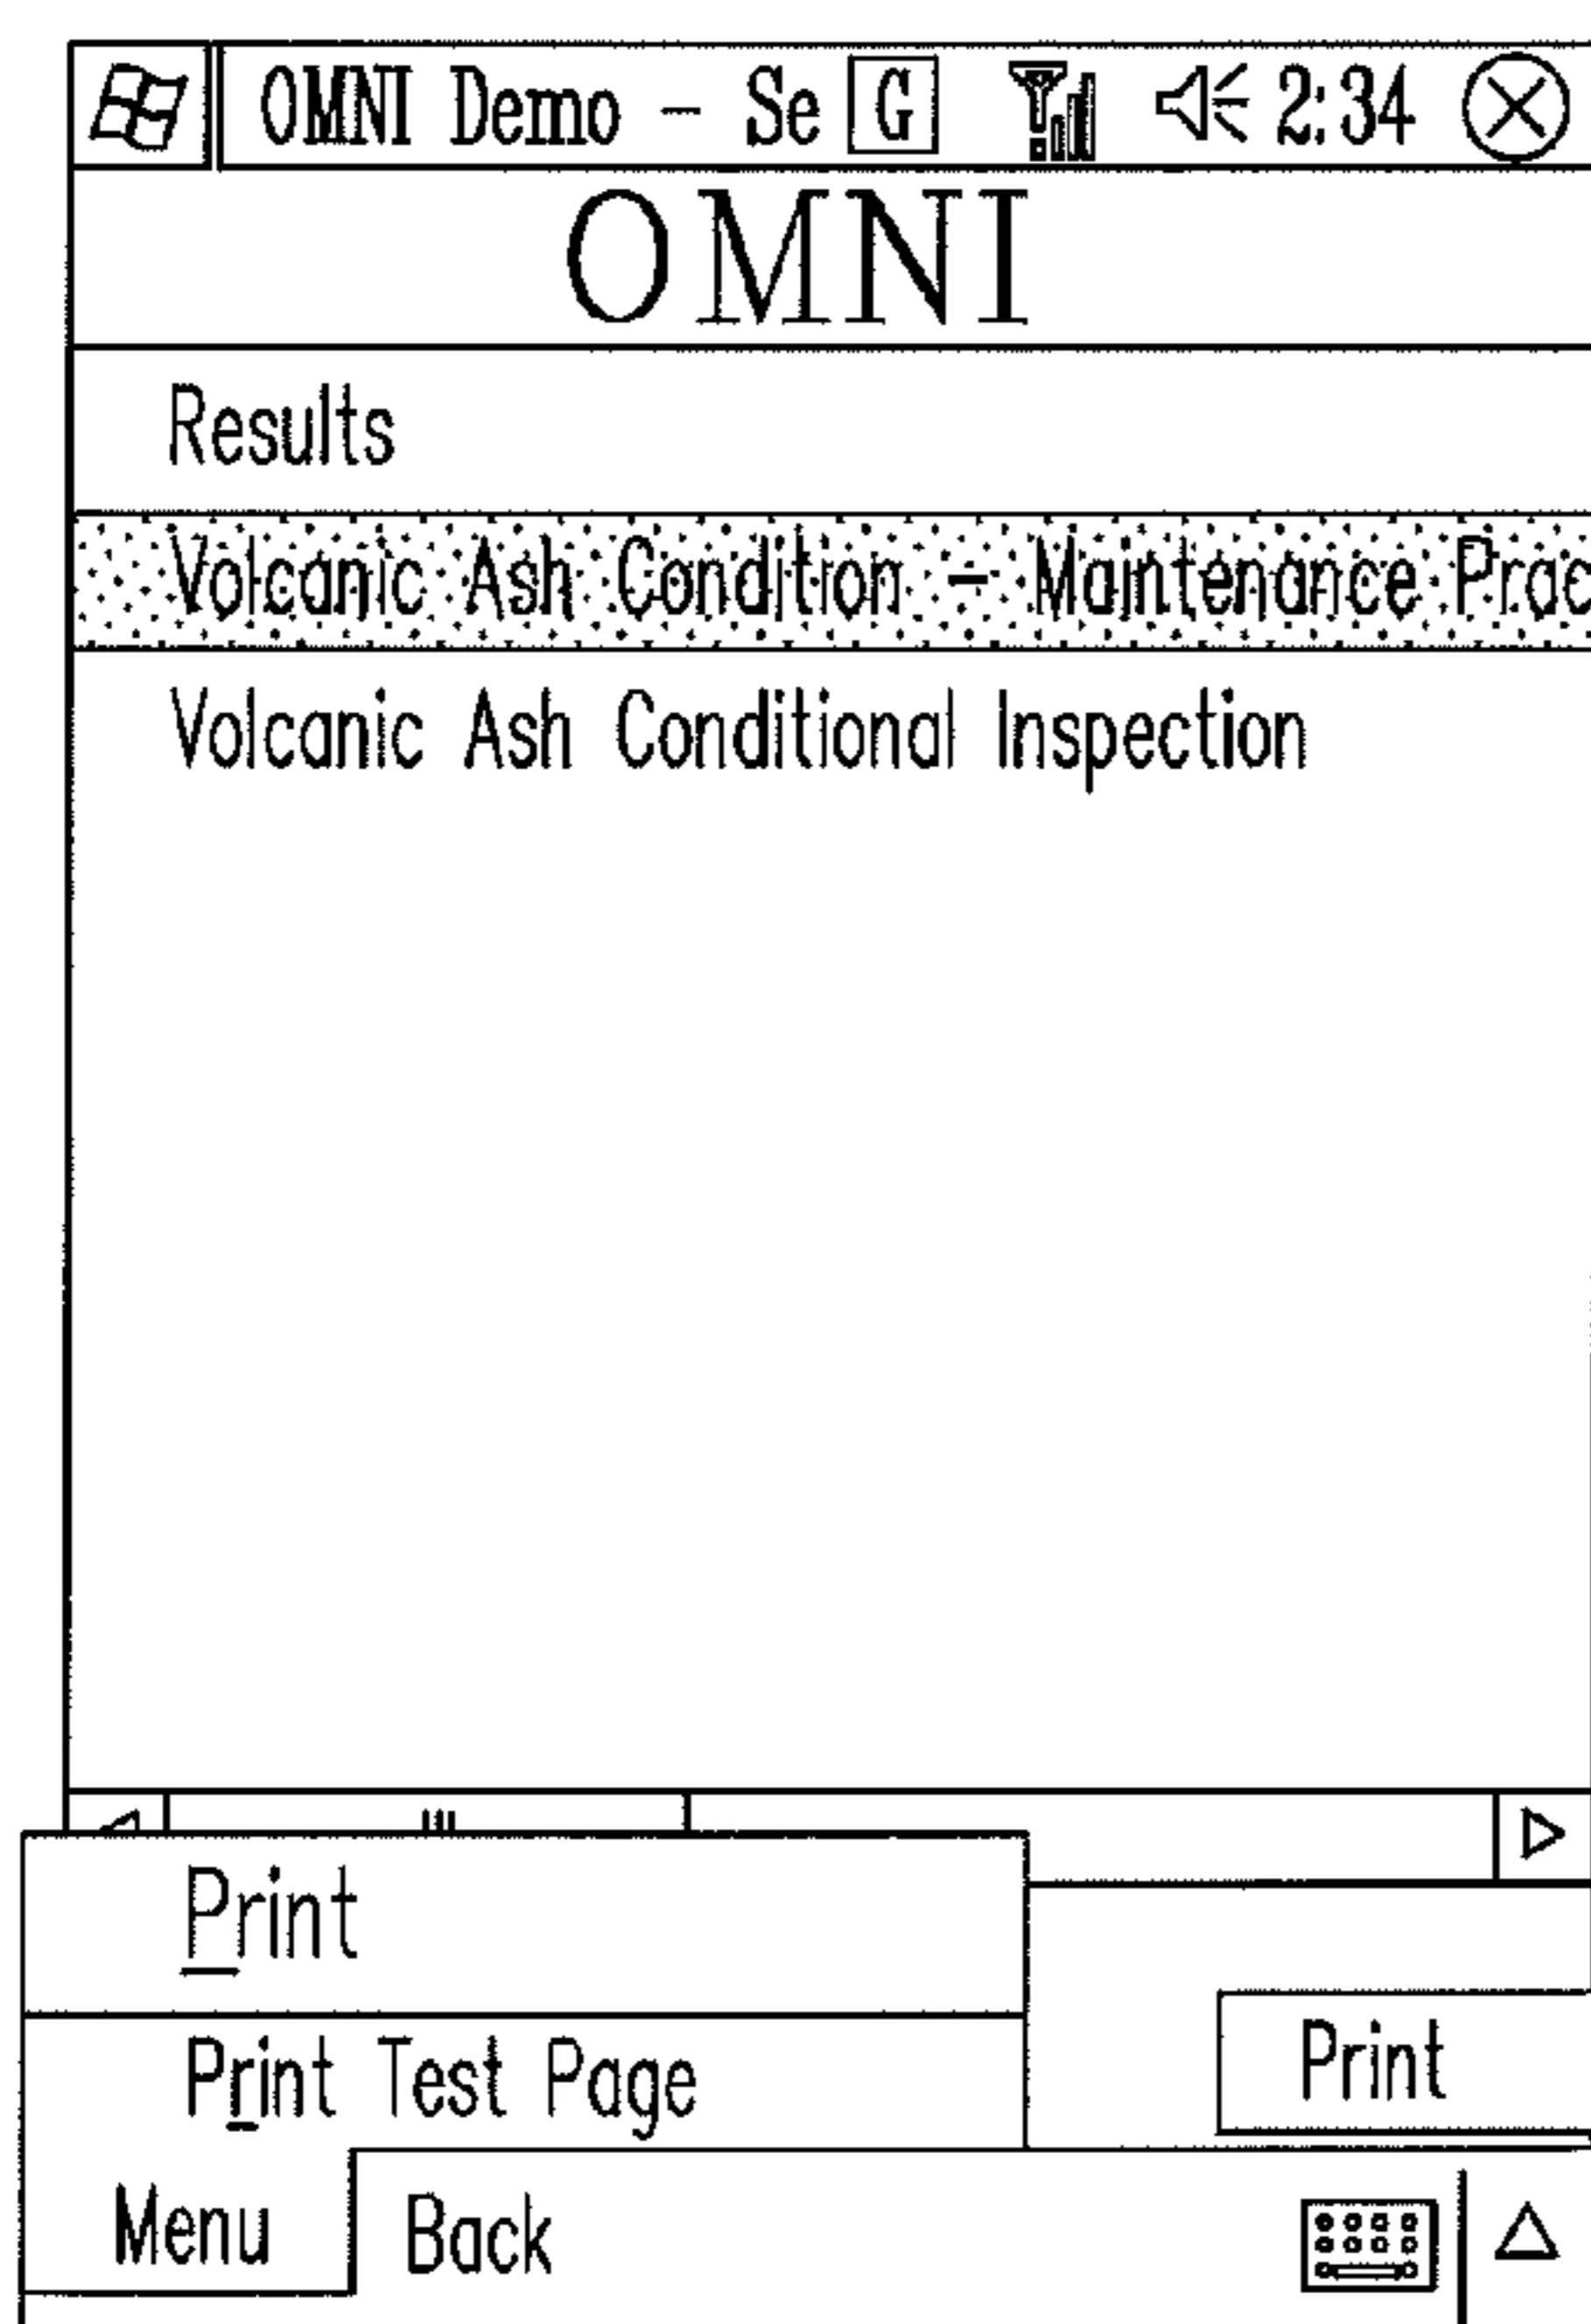 OMNI Demo - Se G 2:34
OMNI
Results
Volcanic Ash Condition - Maintenance Prac
Volcanic Ash Conditional Inspection
Print
Print Test Page
Print
Menu Back